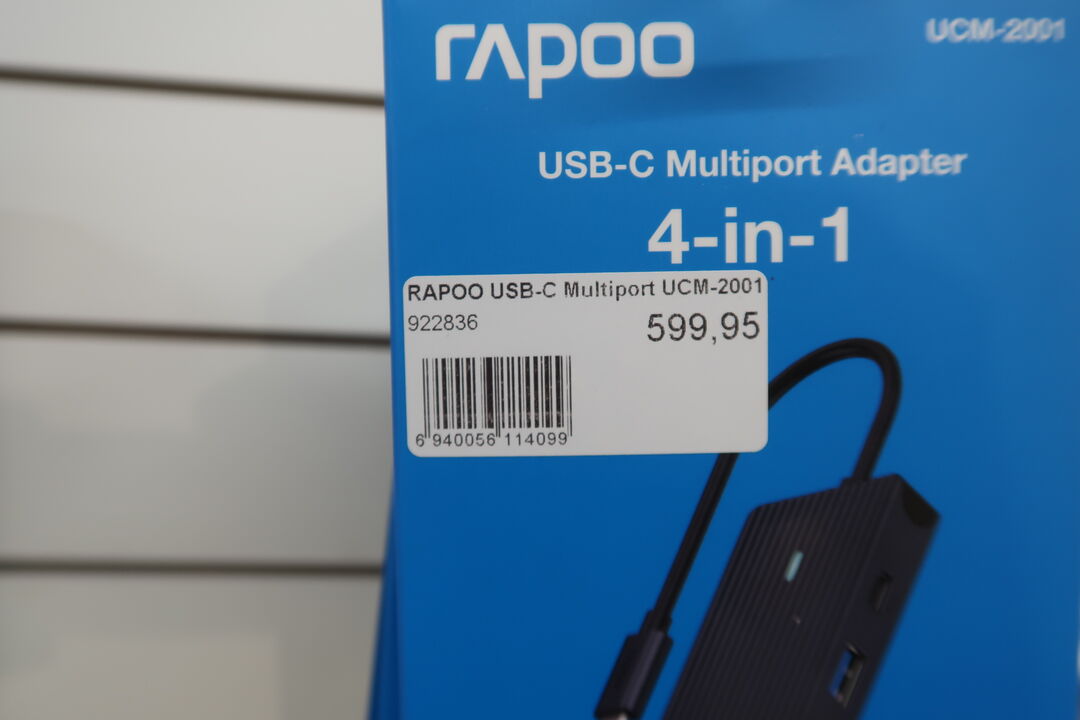 rapoo
UCM-2001
USB-C Multiport Adapter
4-in-1
RAPOO USB-C Multiport UCM-2001
922836
599,95
6 940056 114099